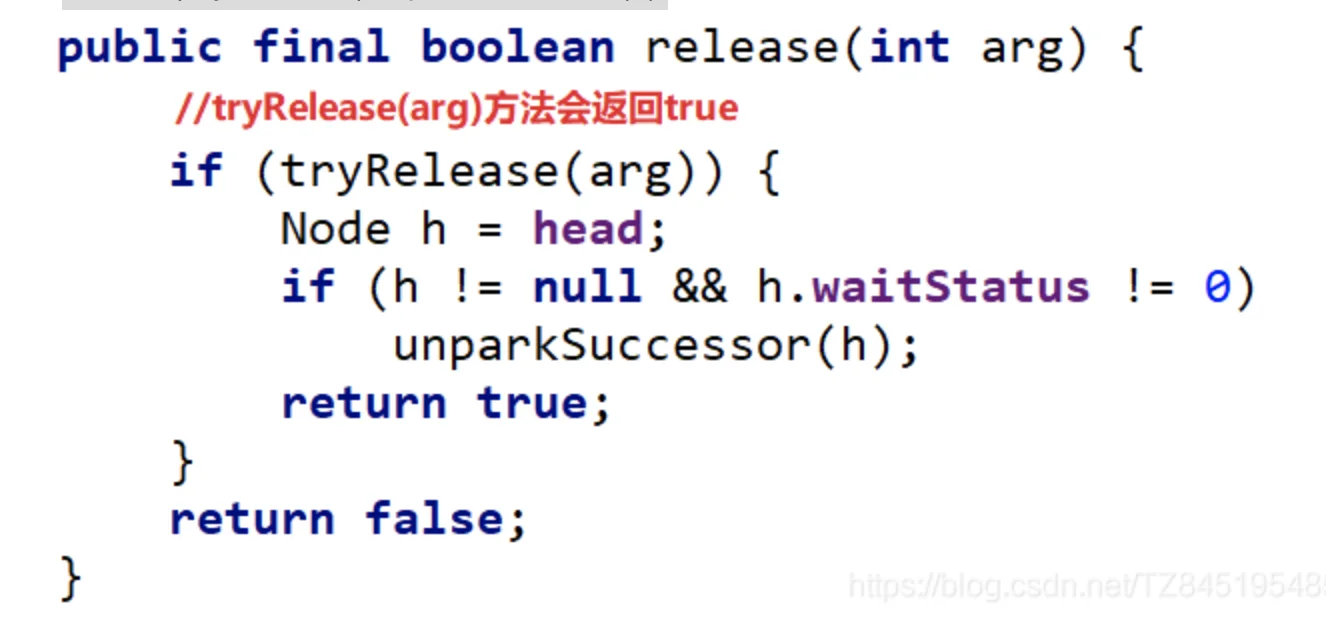 public final boolean release(int arg) {
//tryRelease(arg)方法会返回true
if (tryRelease(arg)) {
Node h = head;
if (h != null && h.waitStatus != 0)
unparkSuccessor(h);
return true;
}
return false;
}
https://blog.csdn.net/TZ84519548